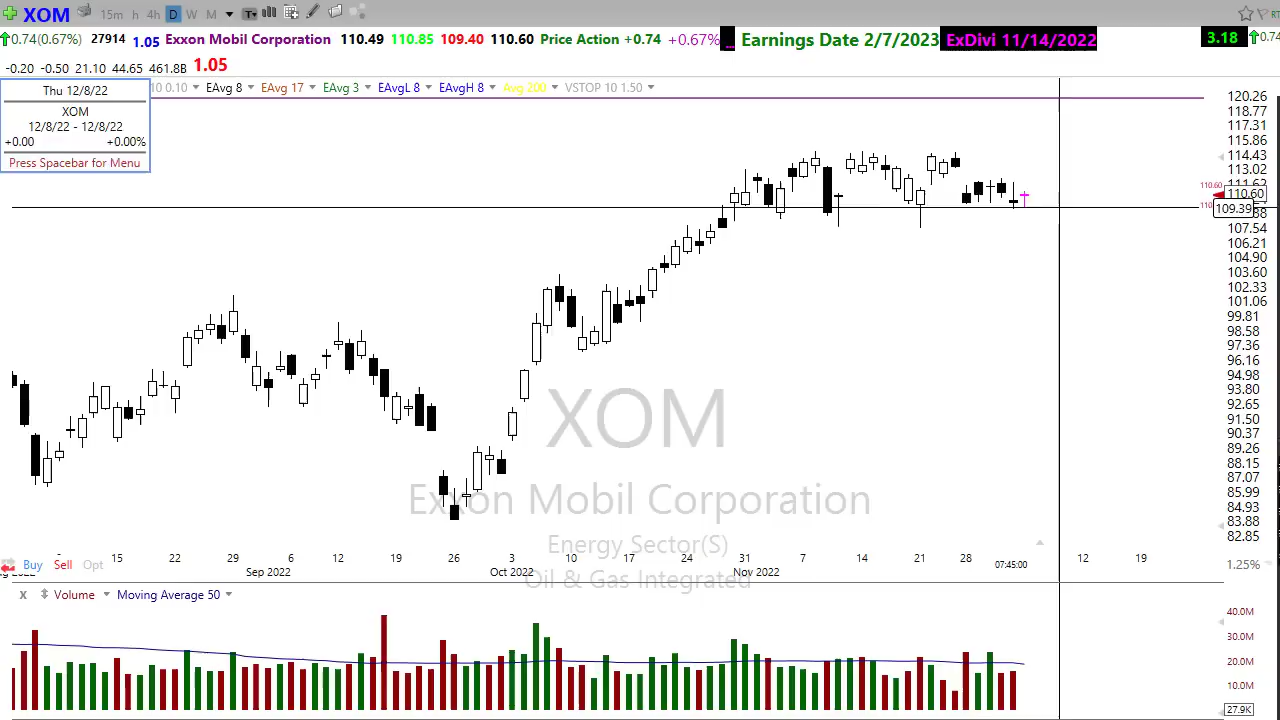 XOM 15m h 4h D W M
0.74(0.67%) 27914 1.05 Exxon Mobil Corporation 110.49 110.85 109.40 110.60 Price Action +0.74 +0.67% Earnings Date 2/7/2023 ExDivi 11/14/2022 3.18 0.74
-0.20 -0.50 21.10 44.65 461.8B 1.05
10 0.10 EAvg 8 EAvg 17 EAvg 3 EAvgL 8 EAvgH 8 Avg 200 VSTOP 10 1.50
Thu 12/8/22
XOM
12/8/22 - 12/8/22
+0.00 +0.00%
Press Spacebar for Menu
120.26
118.77
117.31
115.86
114.43
113.02
110.60 110.60
109.39
107.54
106.21
104.90
103.60
102.33
101.06
99.81
98.58
97.36
96.16
94.98
93.80
92.65
91.50
90.37
89.26
88.15
87.07
85.99
84.93
83.88
82.85
XOM
Exxon Mobil Corporation
Energy Sector(S)
Oil & Gas Integrated
15 22 29 6 12 19 26 3 10 17 24 31 7 14 21 28 12 19
Buy Sell Opt 07:45:00 1.25%
Sep 2022 Oct 2022 Nov 2022
X Volume Moving Average 50
40.0M
30.0M
20.0M
10.0M
27.9K